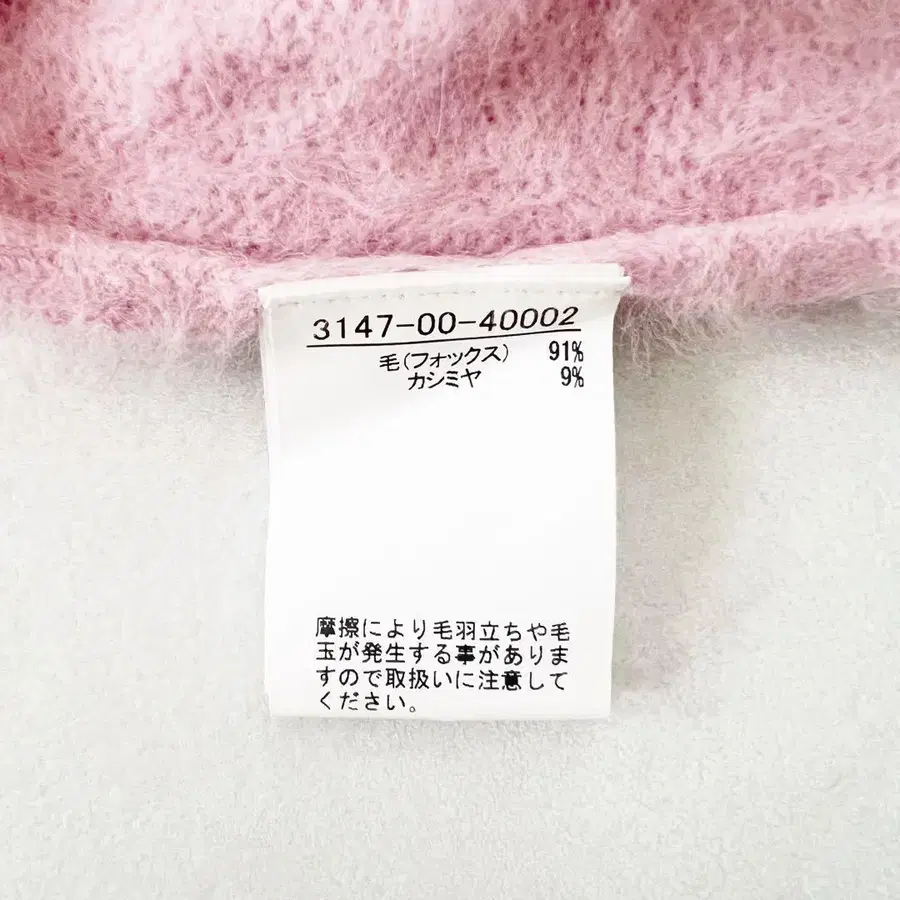 3147-00-40002
毛(フォックス) 91%
カシミヤ 9%
摩擦により毛羽立ちや毛
玉が発生する事がありま
すので取扱いに注意して
ください。